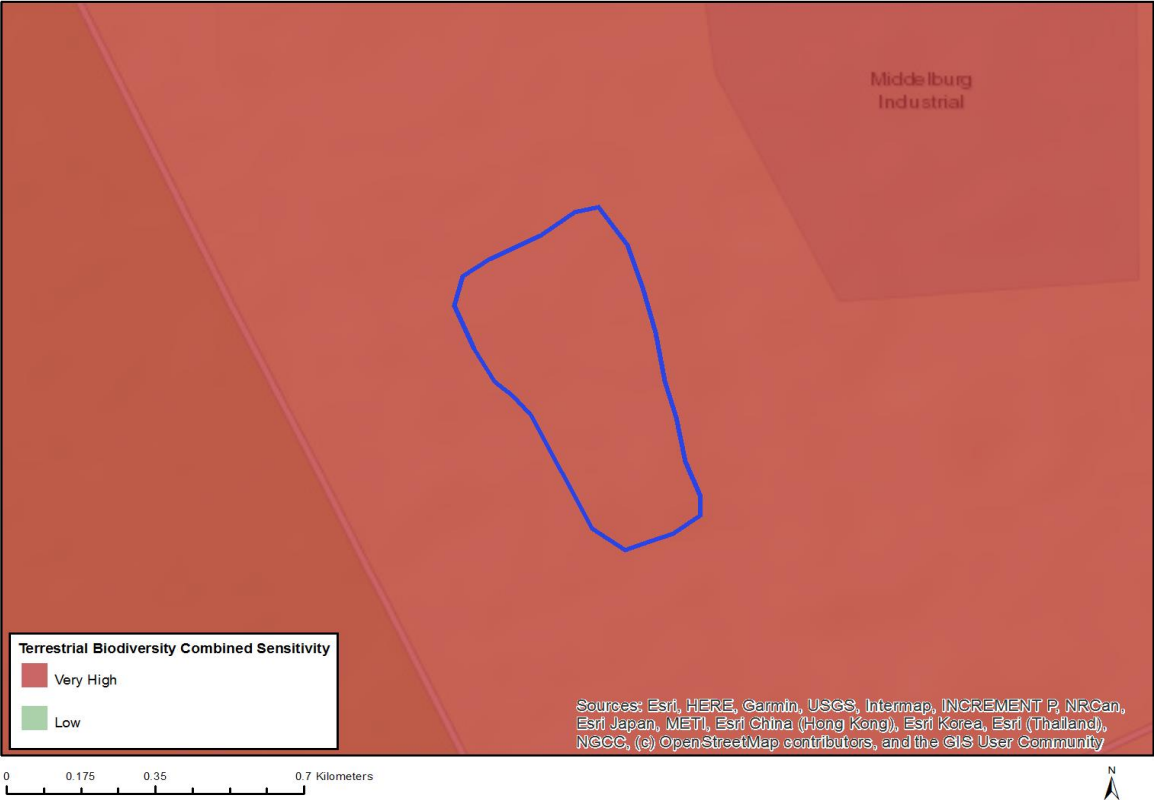 Middelburg
Industrial
Terrestrial Biodiversity Combined Sensitivity
Very High
Low
Sources: Esri, HERE, Garmin, USGS, Intermap, INCREMENT P, NRCan,
Esri Japan, METI, Esri China (Hong Kong), Esri Korea, Esri (Thailand),
NGCC, (c) OpenStreetMap contributors, and the GIS User Community
0 0.175 0.35 0.7 Kilometers
N